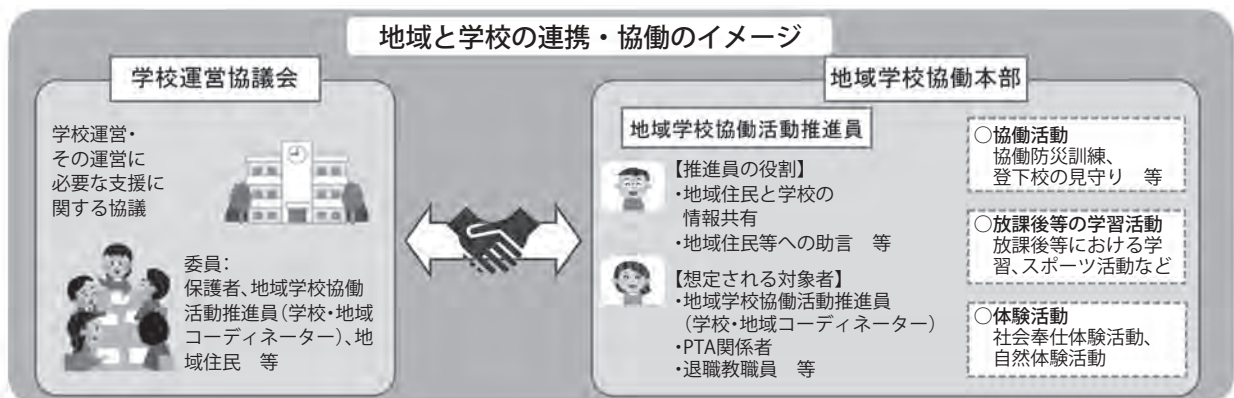 地域と学校の連携・協働のイメージ
学校運営協議会
学校運営・
その運営に
必要な支援に
関する協議
委員:
保護者、地域学校協働
活動推進員(学校・地域
コーディネーター)、地
域住民 等
地域学校協働本部
地域学校協働活動推進員
【推進員の役割】
・地域住民と学校の
情報共有
・地域住民等への助言 等
【想定される対象者】
・地域学校協働活動推進員
(学校・地域コーディネーター)
・PTA関係者
・退職教職員 等
○協働活動
協働防災訓練、
登下校の見守り 等
○放課後等の学習活動
放課後等における学
習、スポーツ活動など
○体験活動
社会奉仕体験活動、
自然体験活動